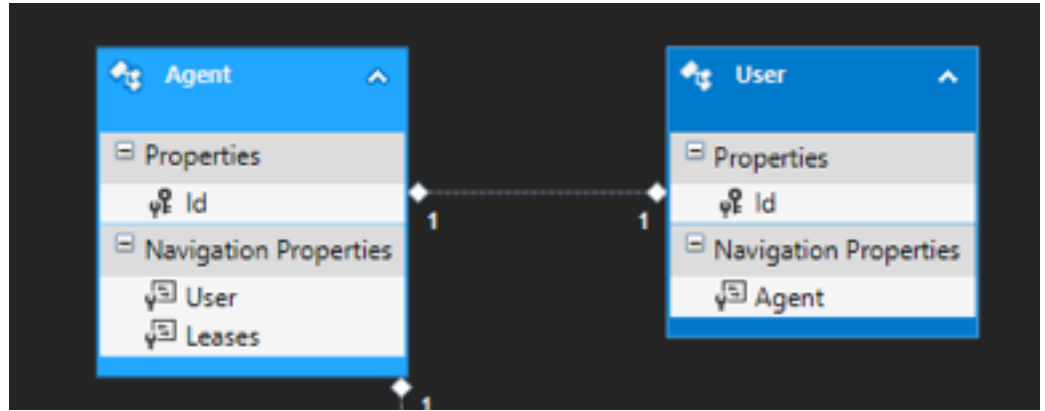 Agent
Properties
Id
Navigation Properties
User
Leases
1
1
1
User
Properties
Id
Navigation Properties
Agent